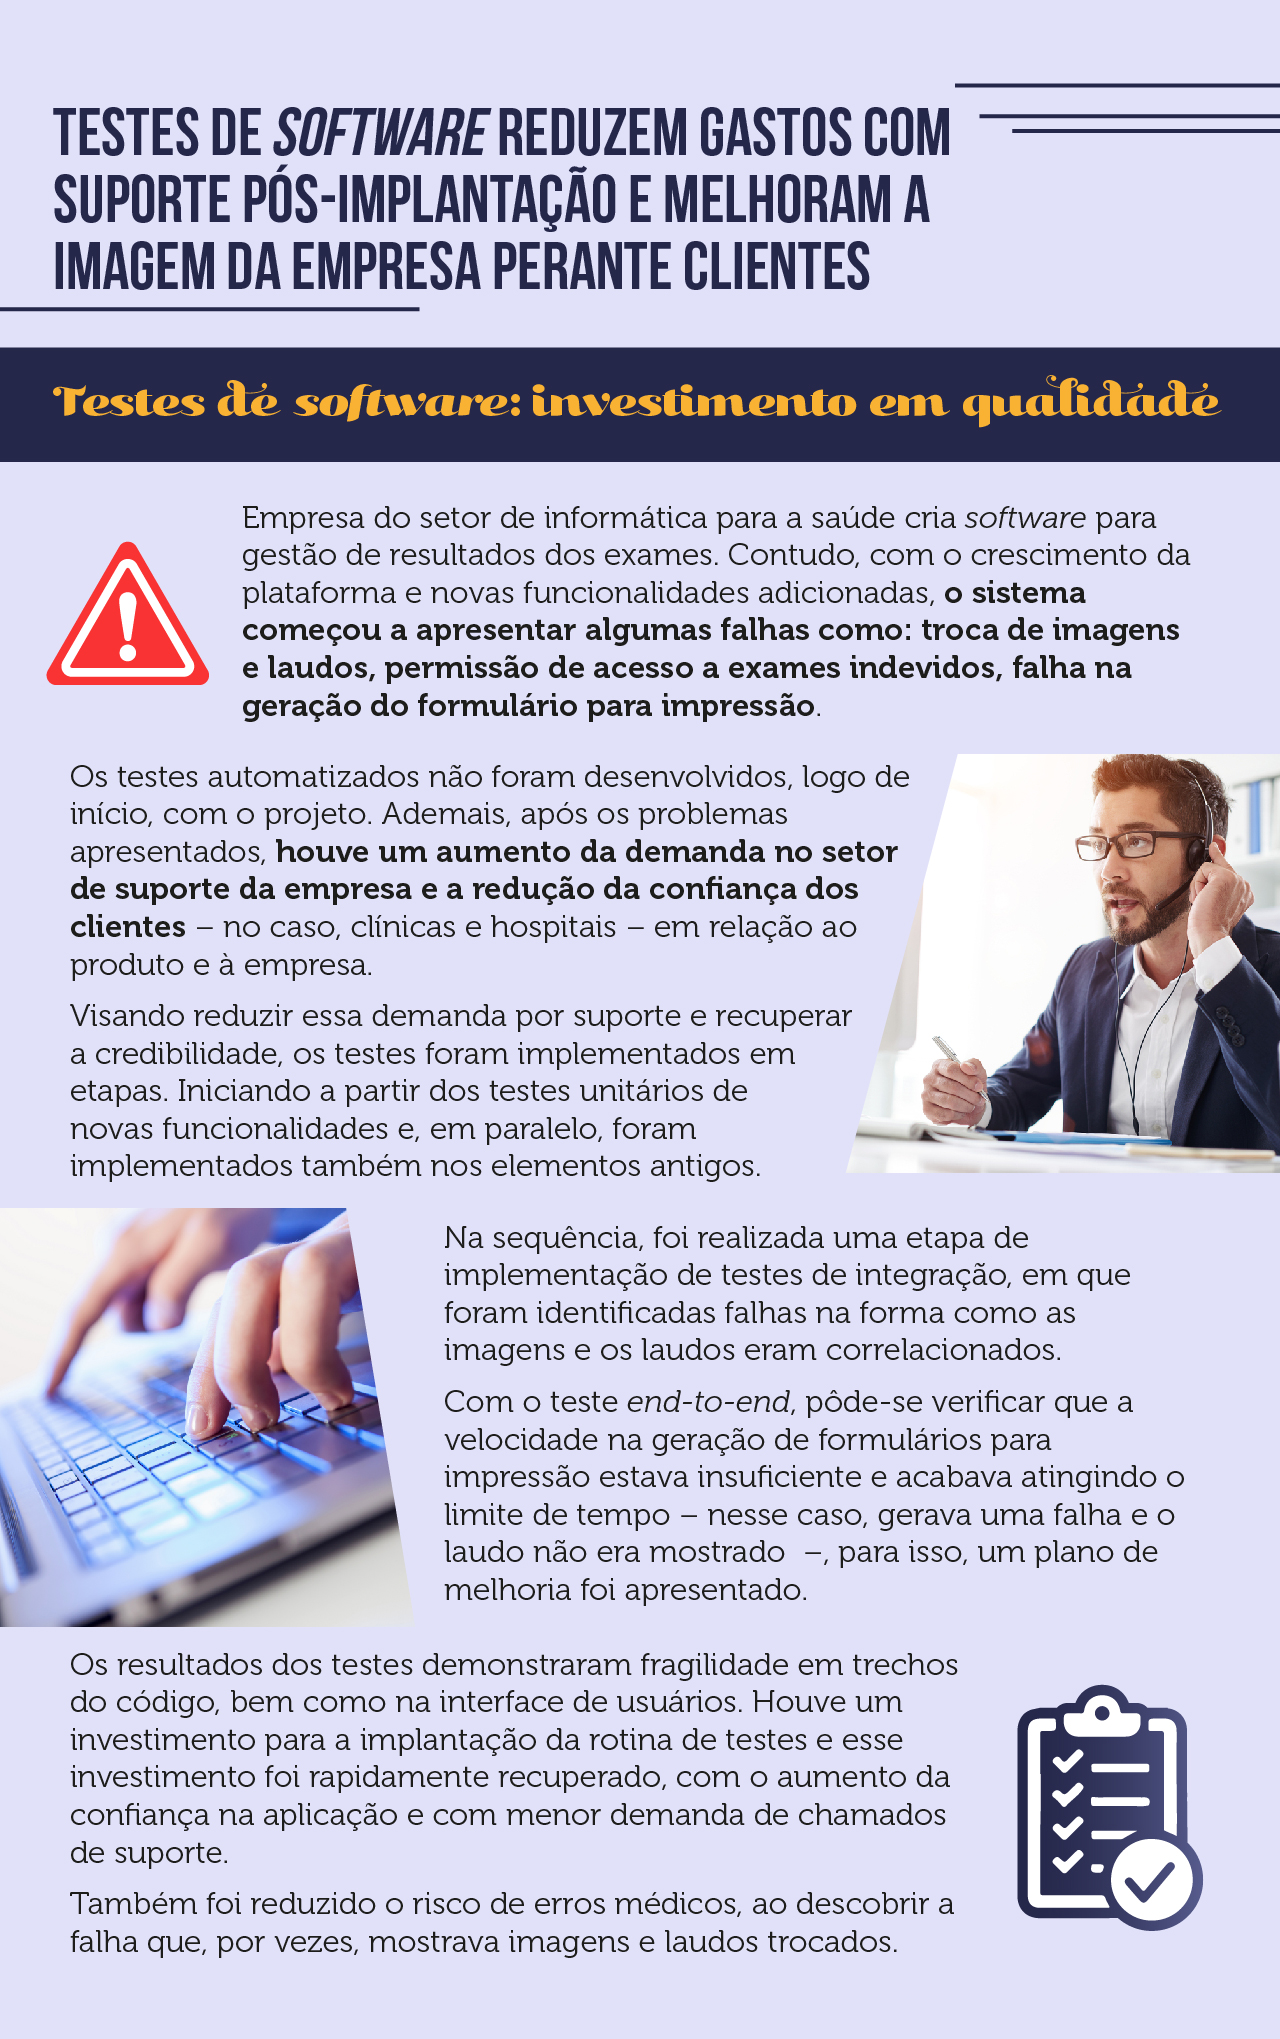 TESTES DE SOFTWARE REDUZEM GASTOS COM
SUPORTE PÓS-IMPLANTAÇÃO E MELHORAM A
IMAGEM DA EMPRESA PERANTE CLIENTES
Testes de software: investimento em qualidade
Empresa do setor de informática para a saúde cria software para
gestão de resultados dos exames. Contudo, com o crescimento da
plataforma e novas funcionalidades adicionadas, o sistema
começou a apresentar algumas falhas como: troca de imagens
e laudos, permissão de acesso a exames indevidos, falha na
geração do formulário para impressão.
Os testes automatizados não foram desenvolvidos, logo de
início, com o projeto. Ademais, após os problemas
apresentados, houve um aumento da demanda no setor
de suporte da empresa e a redução da confiança dos
clientes – no caso, clínicas e hospitais – em relação ao
produto e à empresa.
Visando reduzir essa demanda por suporte e recuperar
a credibilidade, os testes foram implementados em
etapas. Iniciando a partir dos testes unitários de
novas funcionalidades e, em paralelo, foram
implementados também nos elementos antigos.
Na sequência, foi realizada uma etapa de
implementação de testes de integração, em que
foram identificadas falhas na forma como as
imagens e os laudos eram correlacionados.
Com o teste end-to-end, pôde-se verificar que a
velocidade na geração de formulários para
impressão estava insuficiente e acabava atingindo o
limite de tempo – nesse caso, gerava uma falha e o
laudo não era mostrado  –, para isso, um plano de
melhoria foi apresentado.
Os resultados dos testes demonstraram fragilidade em trechos
do código, bem como na interface de usuários. Houve um
investimento para a implantação da rotina de testes e esse
investimento foi rapidamente recuperado, com o aumento da
confiança na aplicação e com menor demanda de chamados
de suporte.
Também foi reduzido o risco de erros médicos, ao descobrir a
falha que, por vezes, mostrava imagens e laudos trocados.